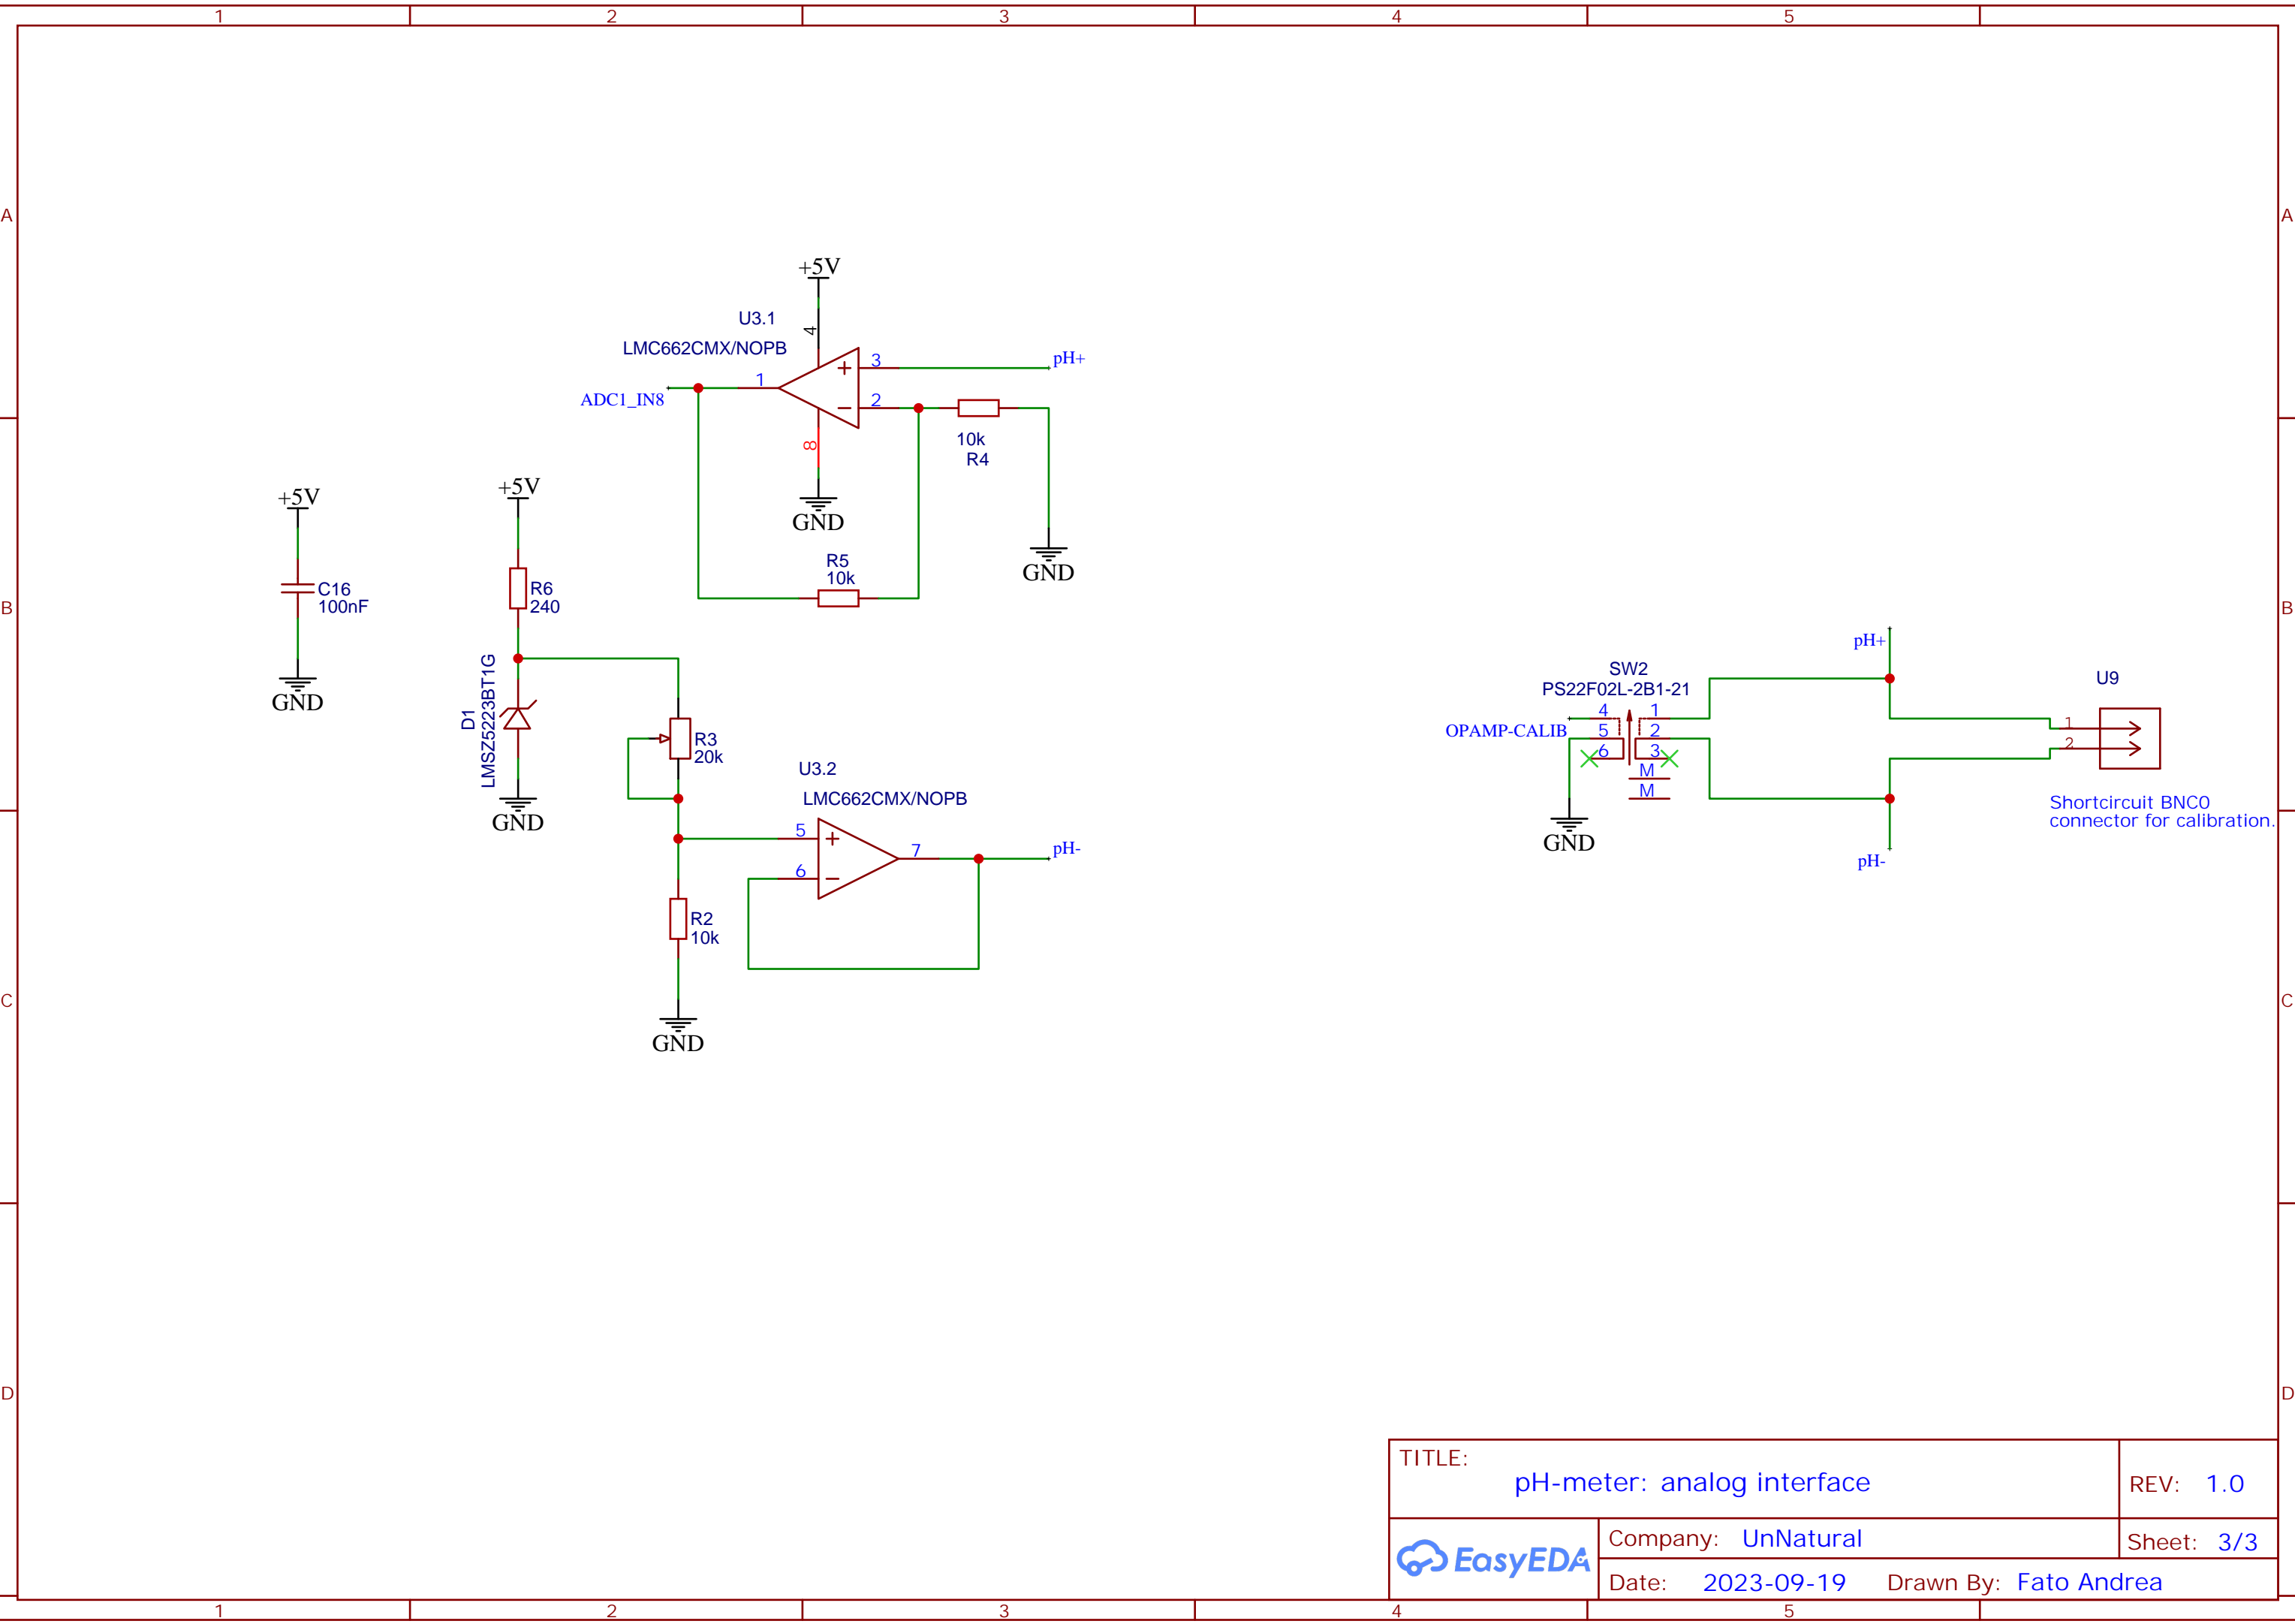 1 2 3 4 5
A A
+5V
U3.1
4
LMC662CMX/NOPB
3 pH+
1
ADC1_IN8
2
8
10k
R4
GND
GND
+5V
+5V
R5
10k
C16
100nF
R6
240
GND
B B
D1
LMSZ5223BT1G
GND
R3
20k
U3.2
LMC662CMX/NOPB
5
6
7 pH-
R2
10k
GND
pH+
SW2
PS22F02L-2B1-21
OPAMP-CALIB
4 1
5 2
6 3
M
M
GND
pH-
U9
1
2
Shortcircuit BNC0
connector for calibration.
C C
D D
TITLE:
pH-meter: analog interface
REV: 1.0
EasyEDA
Company: UnNatural
Sheet: 3/3
Date: 2023-09-19 Drawn By: Fato Andrea
1 2 3 4 5